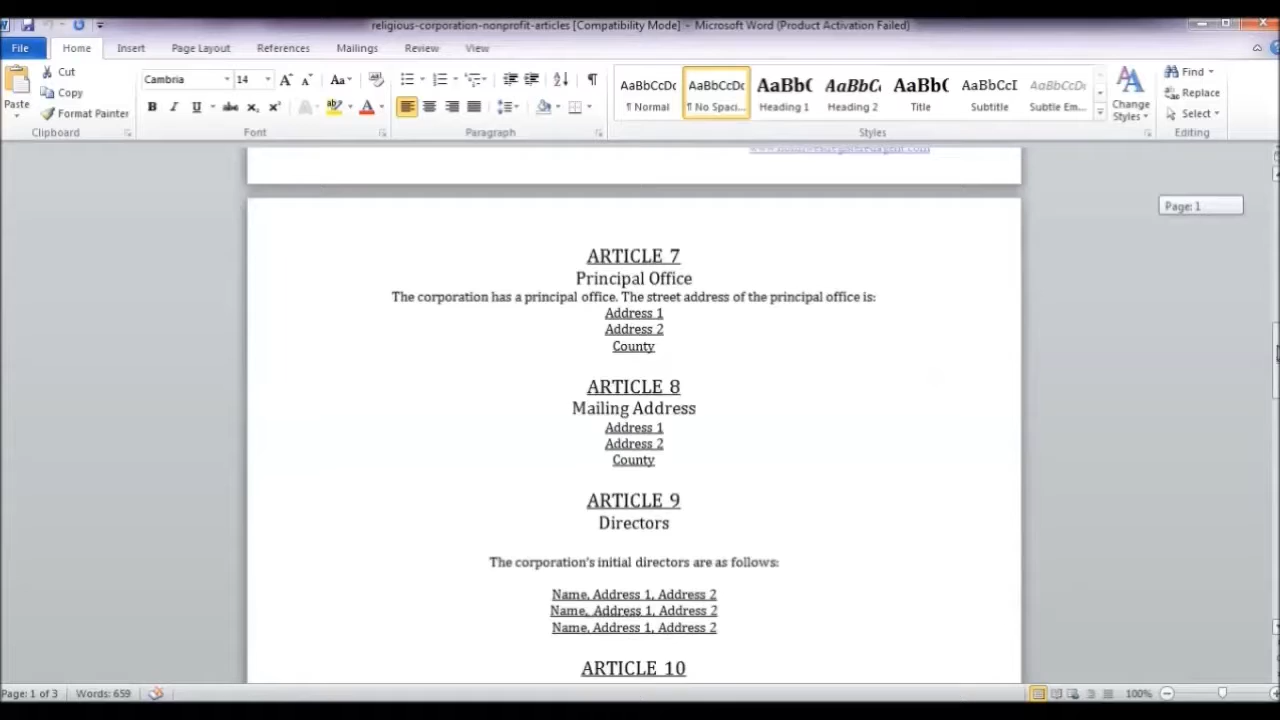 religious-corporation-nonprofit-articles [Compatibility Mode] - Microsoft Word (Product Activation Failed)
File Home Insert Page Layout References Mailings Review View
Paste
Cut
Copy
Format Painter
Clipboard
Cambria 14
Font
Paragraph
AaBbCcDc AaBbCcDc AaBbC AaBbCc AaBbC AaBbCcI AaBbCcDc
¶ Normal ¶ No Spaci... Heading 1 Heading 2 Title Subtitle Subtle Em...
Styles
Change
Styles
Find
Replace
Select
Editing
Page: 1
ARTICLE 7
Principal Office
The corporation has a principal office. The street address of the principal office is:
Address 1
Address 2
County
ARTICLE 8
Mailing Address
Address 1
Address 2
County
ARTICLE 9
Directors
The corporation's initial directors are as follows:
Name, Address 1, Address 2
Name, Address 1, Address 2
Name, Address 1, Address 2
ARTICLE 10
Page: 1 of 3 Words: 659 100%